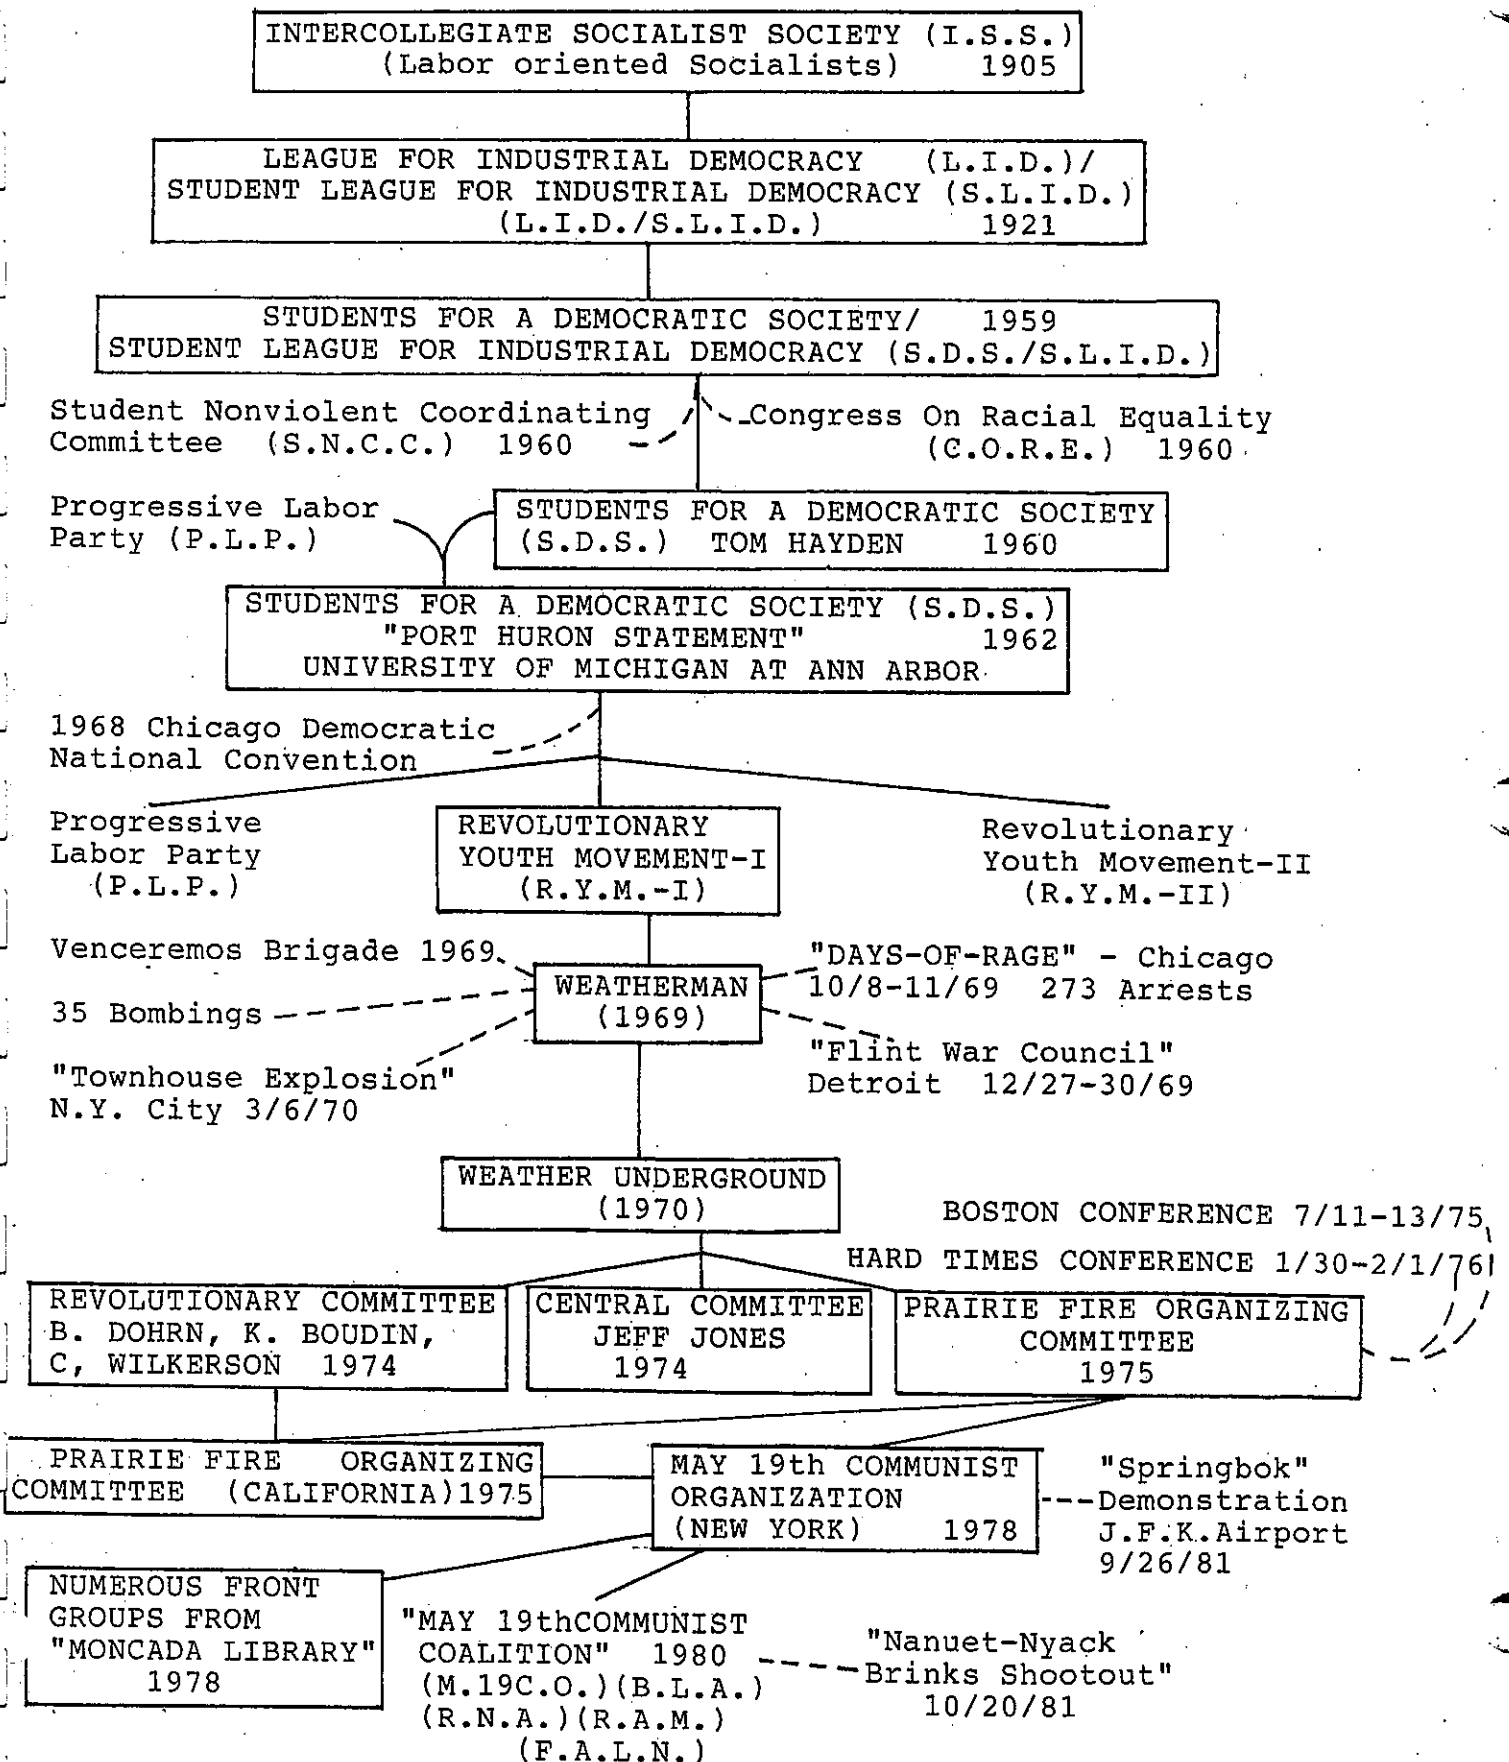 INTERCOLLEGIATE SOCIALIST SOCIETY (I.S.S.)
(Labor oriented Socialists) 1905
LEAGUE FOR INDUSTRIAL DEMOCRACY (L.I.D.)/
STUDENT LEAGUE FOR INDUSTRIAL DEMOCRACY (S.L.I.D.)
(L.I.D./S.L.I.D.) 1921
STUDENTS FOR A DEMOCRATIC SOCIETY/ 1959
STUDENT LEAGUE FOR INDUSTRIAL DEMOCRACY (S.D.S./S.L.I.D.)
Student Nonviolent Coordinating
Committee (S.N.C.C.) 1960
Congress On Racial Equality
(C.O.R.E.) 1960
Progressive Labor
Party (P.L.P.)
STUDENTS FOR A DEMOCRATIC SOCIETY
(S.D.S.) TOM HAYDEN 1960
STUDENTS FOR A DEMOCRATIC SOCIETY (S.D.S.)
"PORT HURON STATEMENT" 1962
UNIVERSITY OF MICHIGAN AT ANN ARBOR
1968 Chicago Democratic
National Convention
Progressive
Labor Party
(P.L.P.)
REVOLUTIONARY
YOUTH MOVEMENT-I
(R.Y.M.-I)
Revolutionary
Youth Movement-II
(R.Y.M.-II)
Venceremos Brigade 1969
35 Bombings
"Townhouse Explosion"
N.Y. City 3/6/70
WEATHERMAN
(1969)
"DAYS-OF-RAGE" - Chicago
10/8-11/69 273 Arrests
"Flint War Council"
Detroit 12/27-30/69
WEATHER UNDERGROUND
(1970)
BOSTON CONFERENCE 7/11-13/75
HARD TIMES CONFERENCE 1/30-2/1/76
REVOLUTIONARY COMMITTEE
B. DOHRN, K. BOUDIN,
C, WILKERSON 1974
CENTRAL COMMITTEE
JEFF JONES
1974
PRAIRIE FIRE ORGANIZING
COMMITTEE
1975
PRAIRIE FIRE ORGANIZING
COMMITTEE (CALIFORNIA)1975
MAY 19th COMMUNIST
ORGANIZATION
(NEW YORK) 1978
"Springbok"
Demonstration
J.F.K.Airport
9/26/81
NUMEROUS FRONT
GROUPS FROM
"MONCADA LIBRARY"
1978
"MAY 19thCOMMUNIST
COALITION" 1980
(M.19C.O.)(B.L.A.)
(R.N.A.)(R.A.M.)
(F.A.L.N.)
"Nanuet-Nyack
Brinks Shootout"
10/20/81